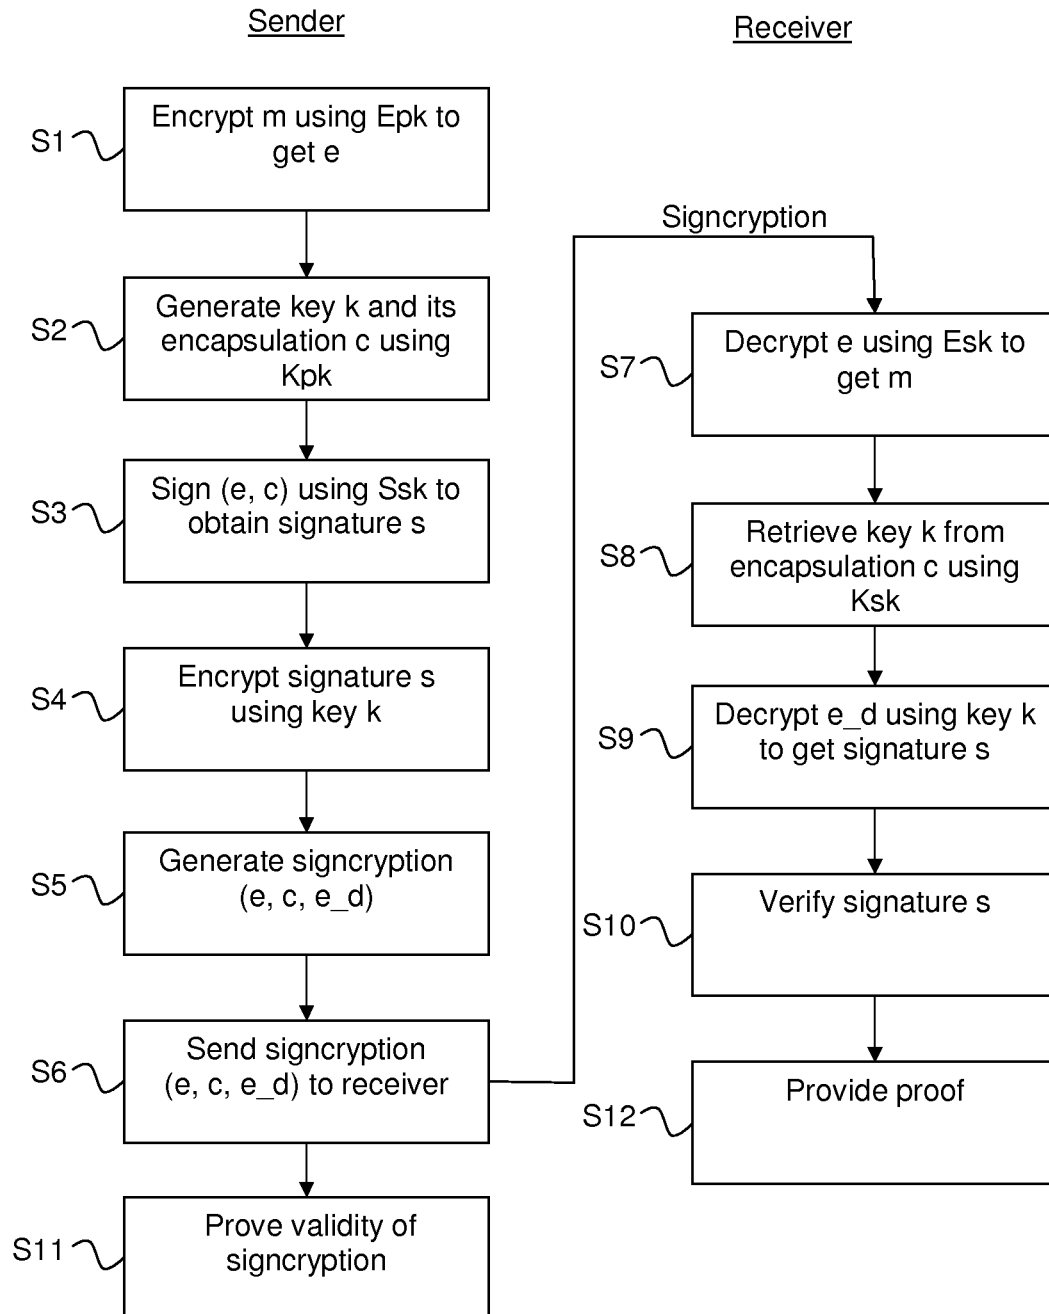 Sender
S1
Encrypt m using Epk to
get e
S2
Generate key k and its
encapsulation c using
Kpk
S3
Sign (e, c) using Ssk to
obtain signature s
S4
Encrypt signature s
using key k
S5
Generate signcryption
(e, c, e_d)
S6
Send signcryption
(e, c, e_d) to receiver
S11
Prove validity of
signcryption
Receiver
Signcryption
S7
Decrypt e using Esk to
get m
S8
Retrieve key k from
encapsulation c using
Ksk
S9
Decrypt e_d using key k
to get signature s
S10
Verify signature s
S12
Provide proof